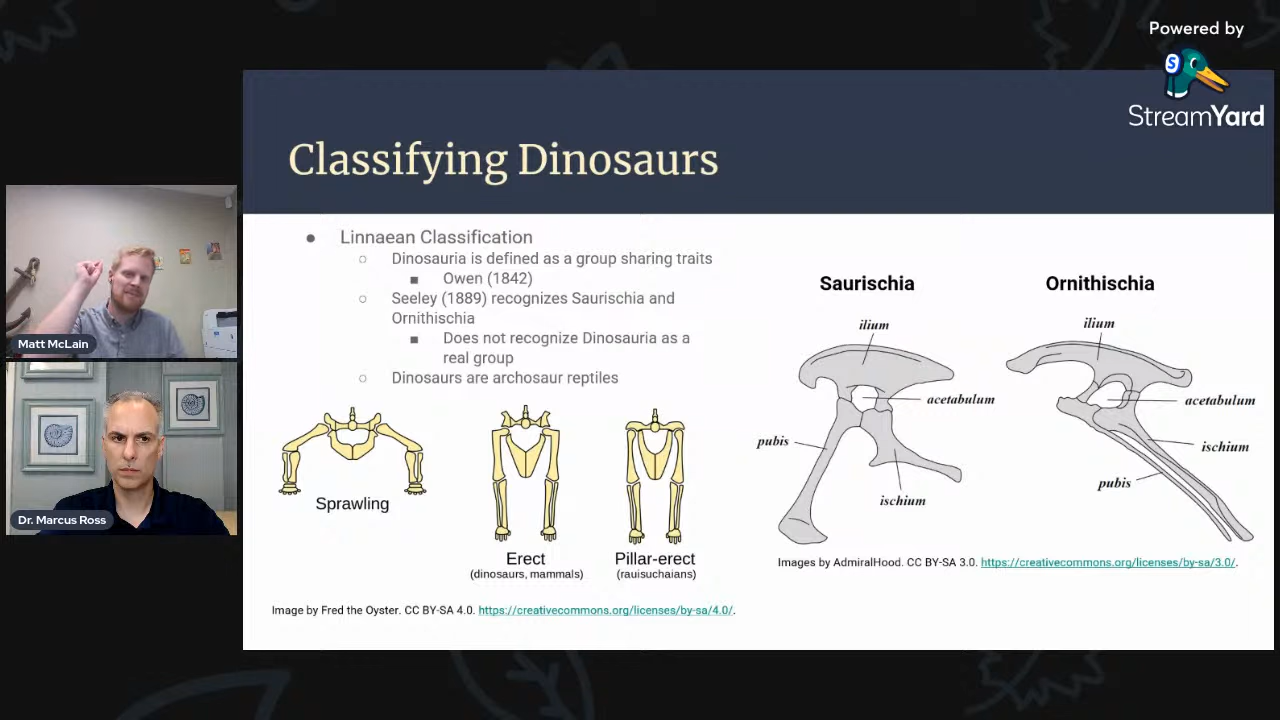 Powered by
S
StreamYard
Classifying Dinosaurs
Linnaean Classification
Dinosauria is defined as a group sharing traits
Owen (1842)
Seeley (1889) recognizes Saurischia and
Ornithischia
Does not recognize Dinosauria as a
real group
Dinosaurs are archosaur reptiles
Sprawling
Erect
(dinosaurs, mammals)
Pillar-erect
(rauisuchaians)
Image by Fred the Oyster. CC BY-SA 4.0. https://creativecommons.org/licenses/by-sa/4.0/.
Saurischia
ilium
acetabulum
pubis
ischium
Ornithischia
ilium
acetabulum
ischium
pubis
Images by AdmiralHood. CC BY-SA 3.0. https://creativecommons.org/licenses/by-sa/3.0/.
Matt McLain
Dr. Marcus Ross